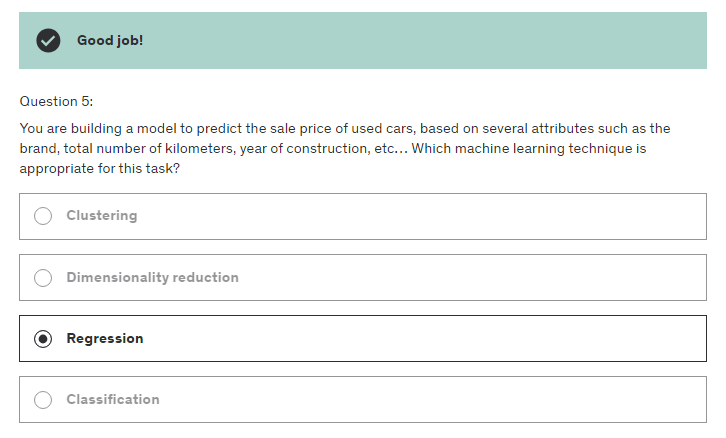 Good job!
Question 5:
You are building a model to predict the sale price of used cars, based on several attributes such as the
brand, total number of kilometers, year of construction, etc... Which machine learning technique is
appropriate for this task?
Clustering
Dimensionality reduction
Regression
Classification